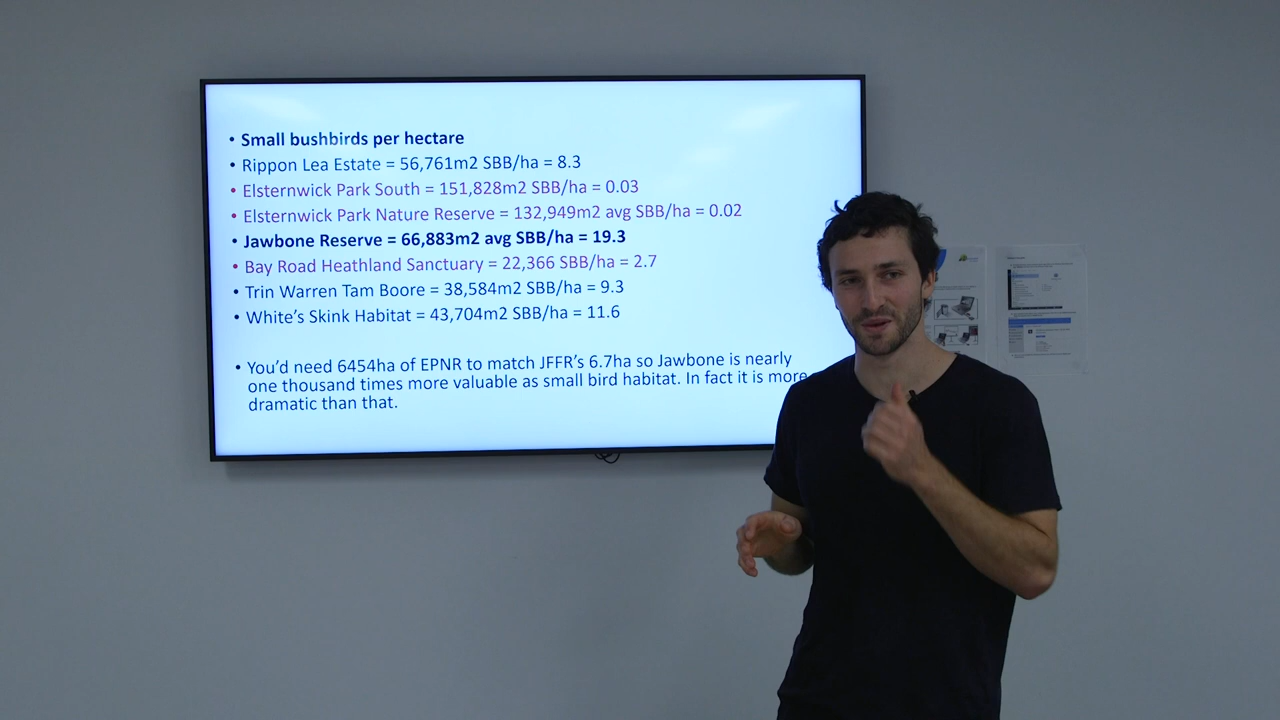 • Small bushbirds per hectare
• Rippon Lea Estate = 56,761m2 SBB/ha = 8.3
• Elsternwick Park South = 151,828m2 SBB/ha = 0.03
• Elsternwick Park Nature Reserve = 132,949m2 avg SBB/ha = 0.02
• Jawbone Reserve = 66,883m2 avg SBB/ha = 19.3
• Bay Road Heathland Sanctuary = 22,366 SBB/ha = 2.7
• Trin Warren Tam Boore = 38,584m2 SBB/ha = 9.3
• White's Skink Habitat = 43,704m2 SBB/ha = 11.6
• You'd need 6454ha of EPNR to match JFFR's 6.7ha so Jawbone is nearly
one thousand times more valuable as small bird habitat. In fact it is more
dramatic than that.